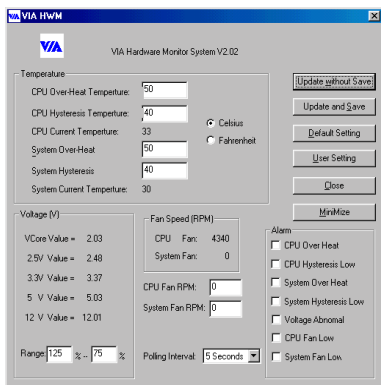 VIA HWM
VIA
VIA Hardware Monitor System V2.02
Temperature
CPU Over-Heat Temperture: 50
CPU Hysteresis Temperture: 40
CPU Current Temperture: 33
System Over-Heat 50
System Hysteresis 40
System Current Temperture: 30
Celsius
Fahrenheit
Update without Save
Update and Save
Default Setting
User Setting
Close
MiniMize
Voltage (V)
VCore Value = 2.03
2.5V Value = 2.48
3.3V Value = 3.37
5 V Value = 5.03
12 V Value = 12.01
Range: 125 % .. 75 %
Fan Speed (RPM)
CPU Fan: 4340
System Fan: 0
CPU Fan RPM: 0
System Fan RPM: 0
Polling Interval: 5 Seconds
Alarm
CPU Over Heat
CPU Hysteresis Low
System Over Heat
System Hysteresis Low
Voltage Abnomal
CPU Fan Low
System Fan Low